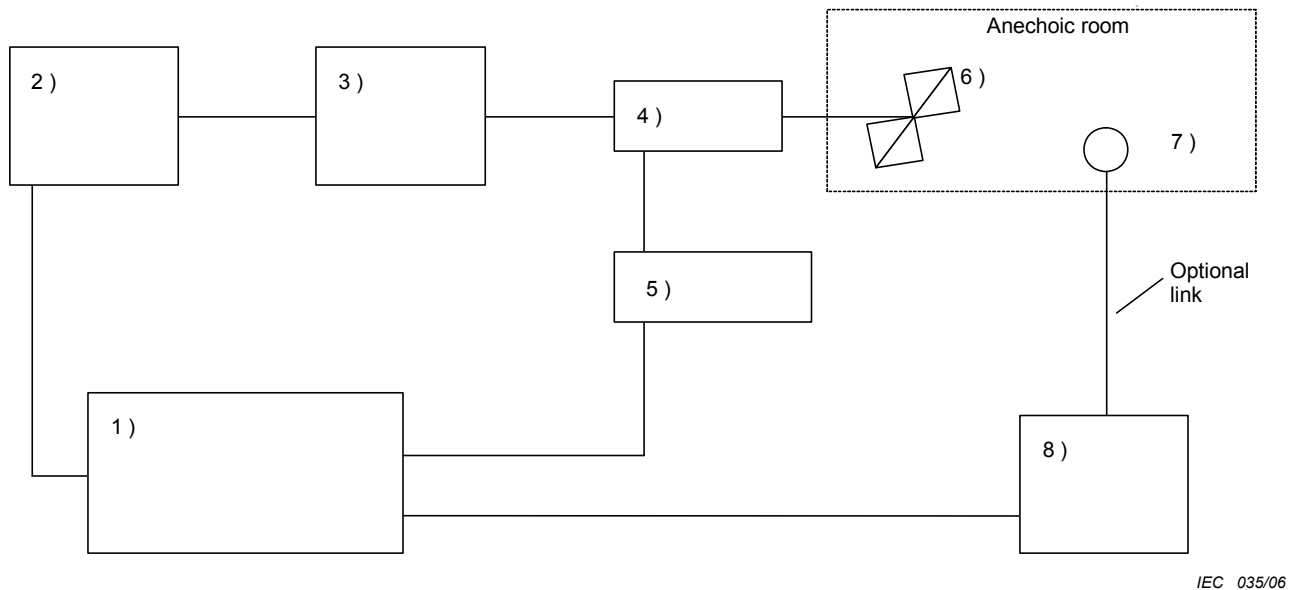 Anechoic room
2 )
3 )
4 )
6 )
7 )
5 )
Optional
link
1 )
8 )
IEC 035/06